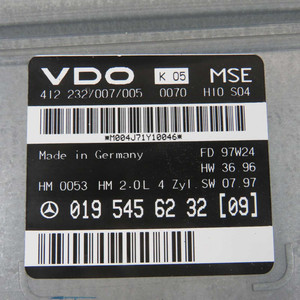 VDO K 05 MSE
412 232/007/005 0070 H10 S04
*M004J71Y10046*
Made in Germany FD 97W24
HW 36.96
HM 0053 HM 2.0L 4 Zyl. SW 07.97
019 545 62 32 [09]